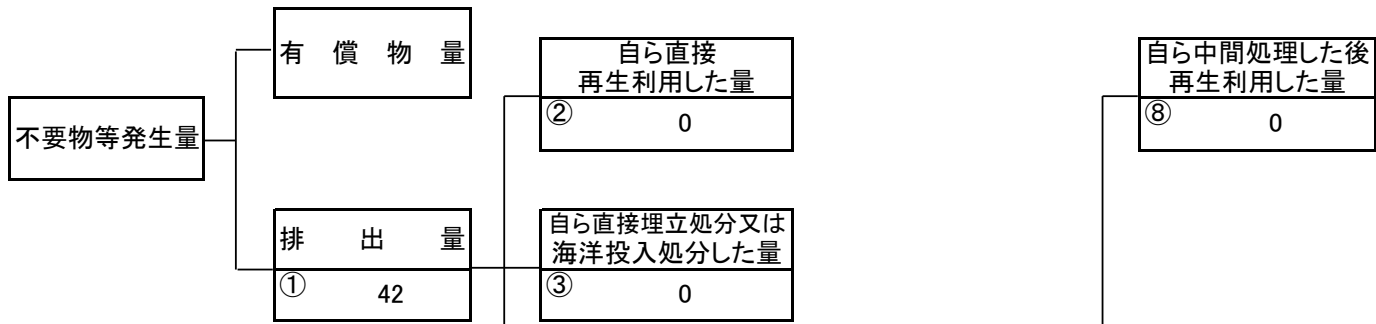 不要物等発生量
有償物量
排出量
① 42
自ら直接
再生利用した量
② 0
自ら直接埋立処分又は
海洋投入処分した量
③ 0
自ら中間処理した後
再生利用した量
⑧ 0